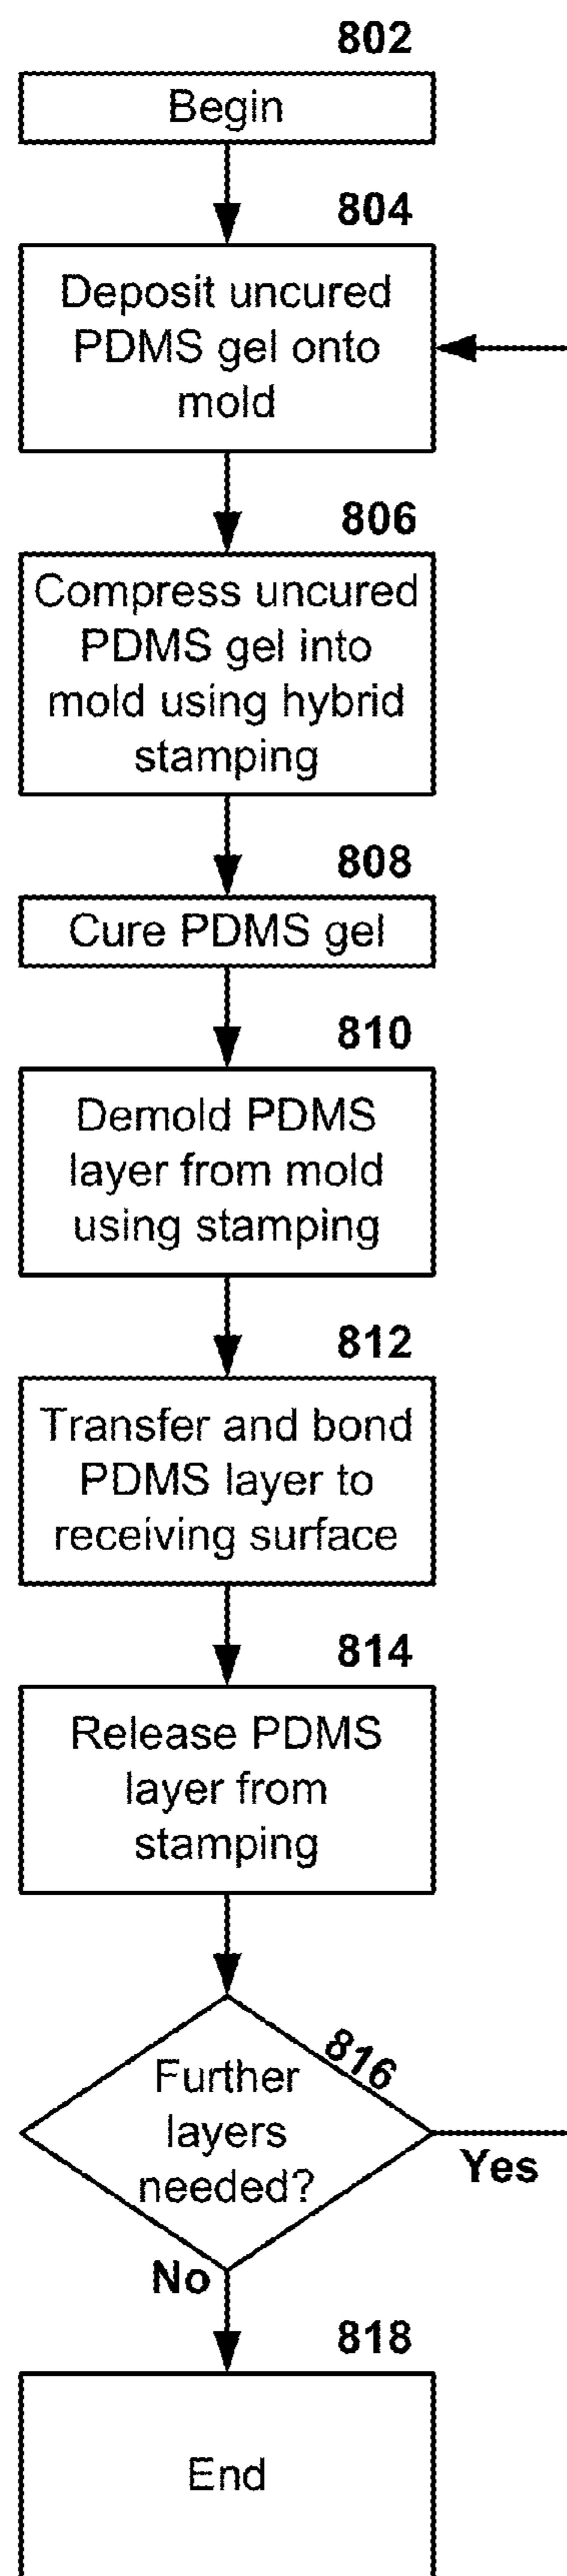 802
Begin
804
Deposit uncured
PDMS gel onto
mold
806
Compress uncured
PDMS gel into
mold using hybrid
stamping
808
Cure PDMS gel
810
Demold PDMS
layer from mold
using stamping
812
Transfer and bond
PDMS layer to
receiving surface
814
Release PDMS
layer from
stamping
816
Further
layers
needed?
Yes
No
818
End